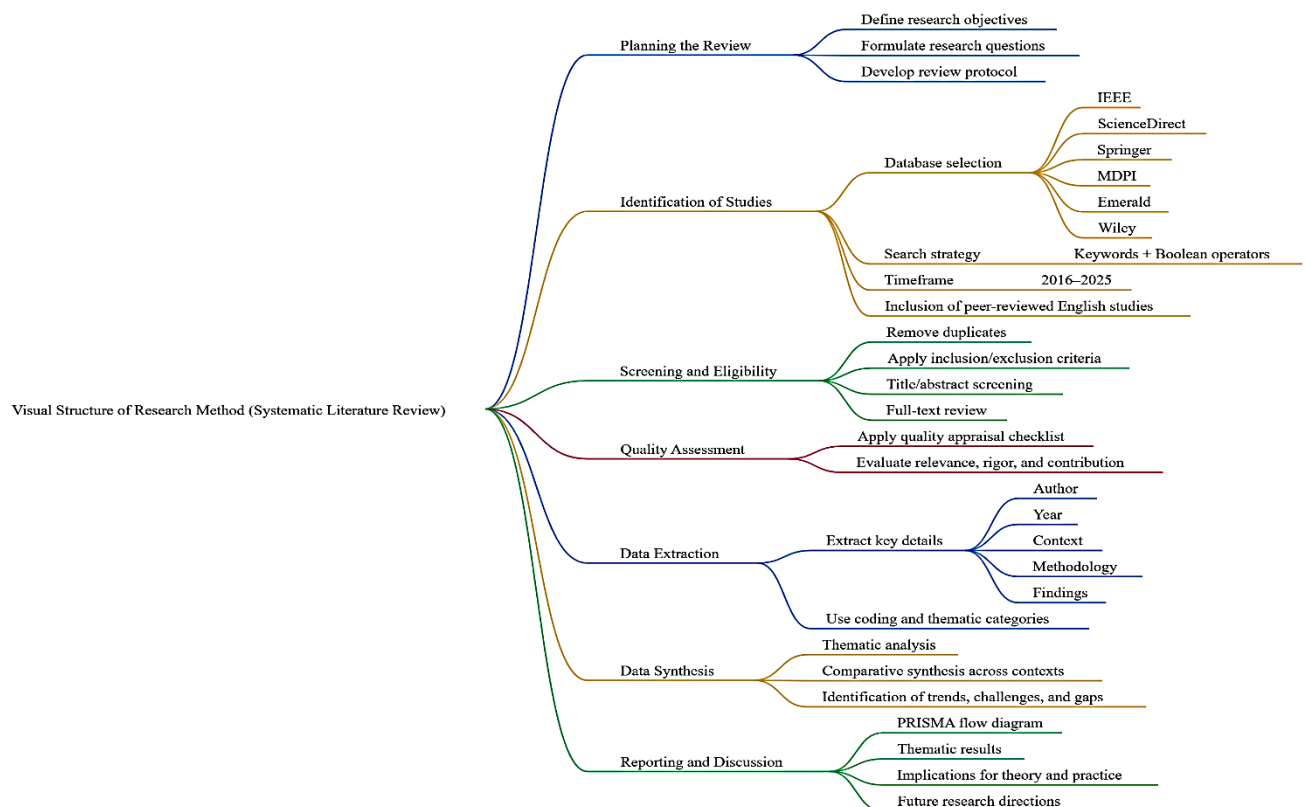 Visual Structure of Research Method (Systematic Literature Review)
Planning the Review
Define research objectives
Formulate research questions
Develop review protocol
Identification of Studies
Database selection
IEEE
ScienceDirect
Springer
MDPI
Emerald
Wiley
Search strategy
Keywords + Boolean operators
Timeframe
2016–2025
Inclusion of peer-reviewed English studies
Screening and Eligibility
Remove duplicates
Apply inclusion/exclusion criteria
Title/abstract screening
Full-text review
Quality Assessment
Apply quality appraisal checklist
Evaluate relevance, rigor, and contribution
Data Extraction
Extract key details
Author
Year
Context
Methodology
Findings
Use coding and thematic categories
Data Synthesis
Thematic analysis
Comparative synthesis across contexts
Identification of trends, challenges, and gaps
Reporting and Discussion
PRISMA flow diagram
Thematic results
Implications for theory and practice
Future research directions